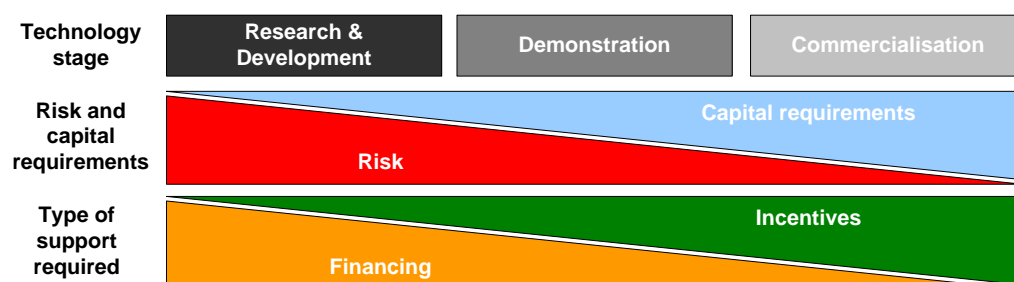 Technology
stage
Research &
Development
Demonstration
Commercialisation
Risk and
capital
requirements
Capital requirements
Risk
Type of
support
required
Incentives
Financing